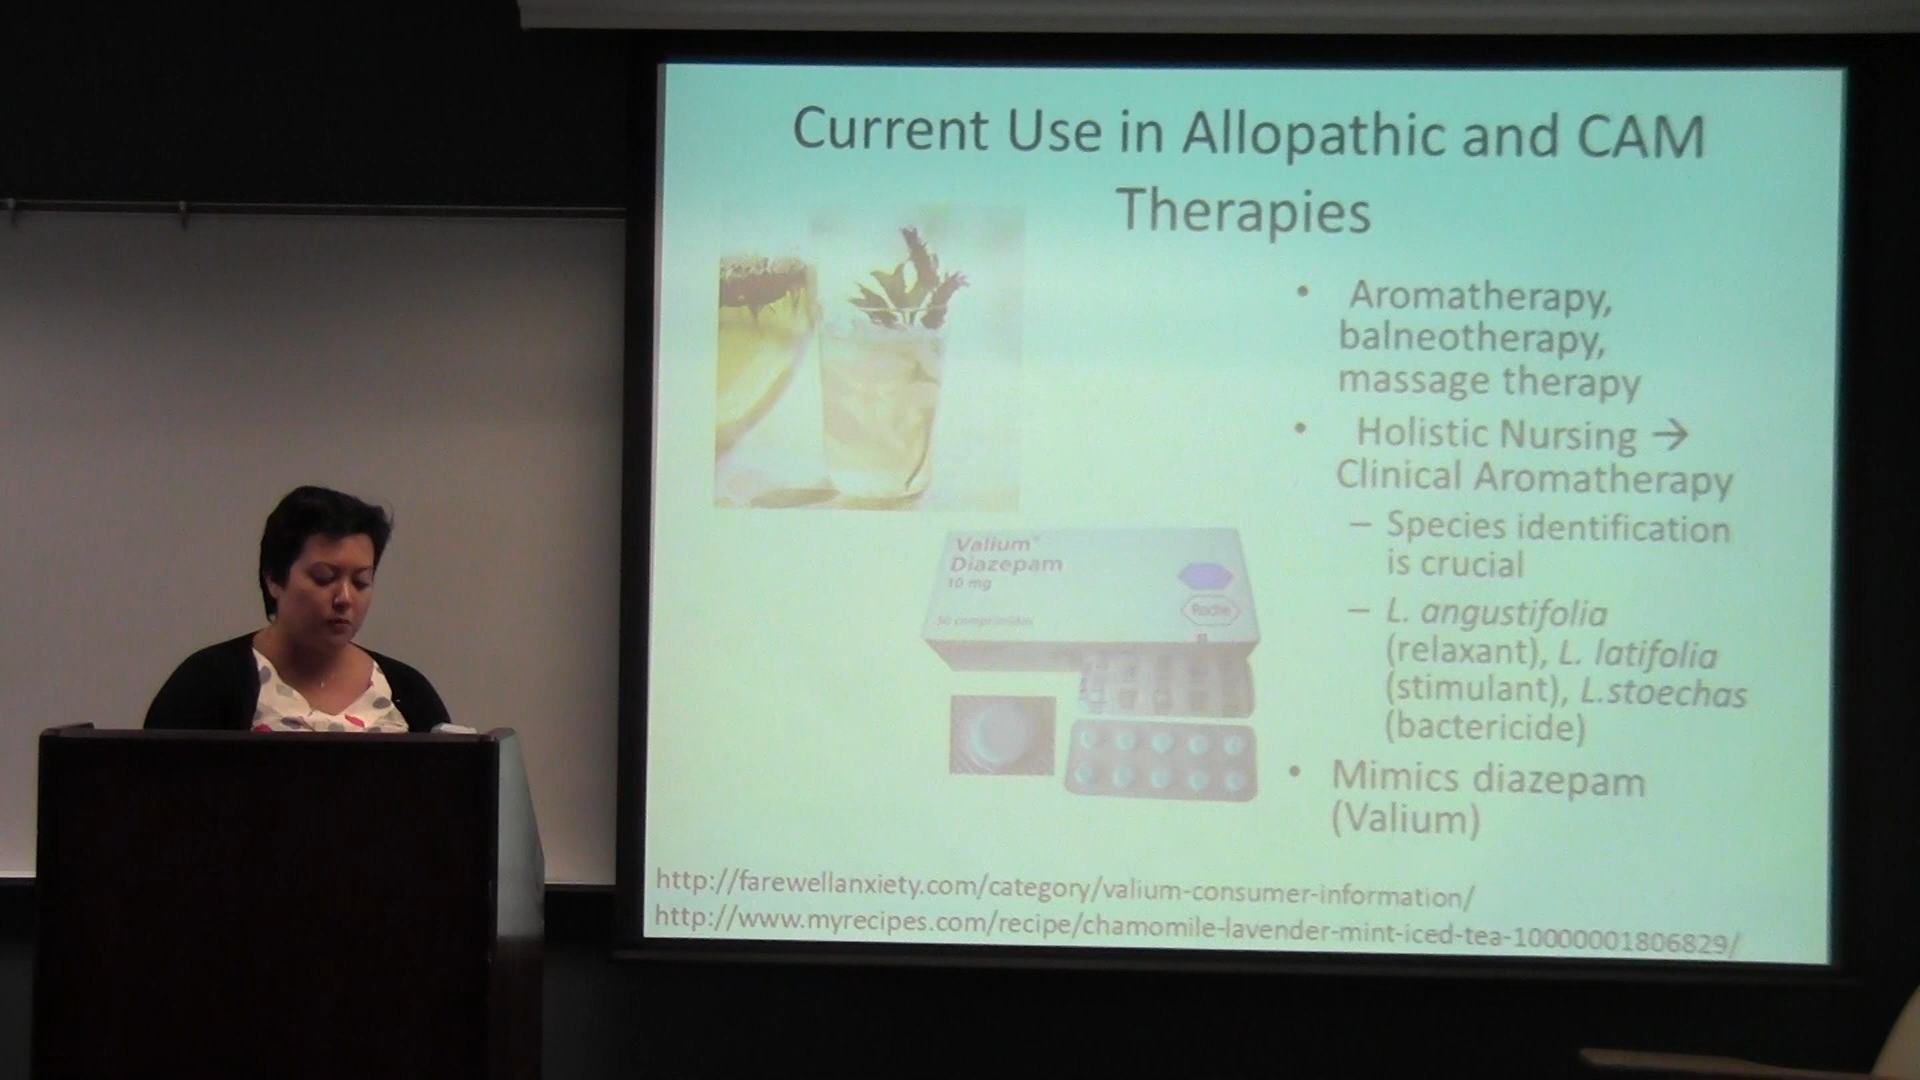 Current Use in Allopathic and CAM
Therapies
• Aromatherapy,
balneotherapy,
massage therapy
• Holistic Nursing →
Clinical Aromatherapy
– Species identification
is crucial
– L. angustifolia
(relaxant), L. latifolia
(stimulant), L.stoechas
(bactericide)
• Mimics diazepam
(Valium)
Valium®
Diazepam
10 mg
Roche
http://farewellanxiety.com/category/valium-consumer-information/
http://www.myrecipes.com/recipe/chamomile-lavender-mint-iced-tea-10000001806829/